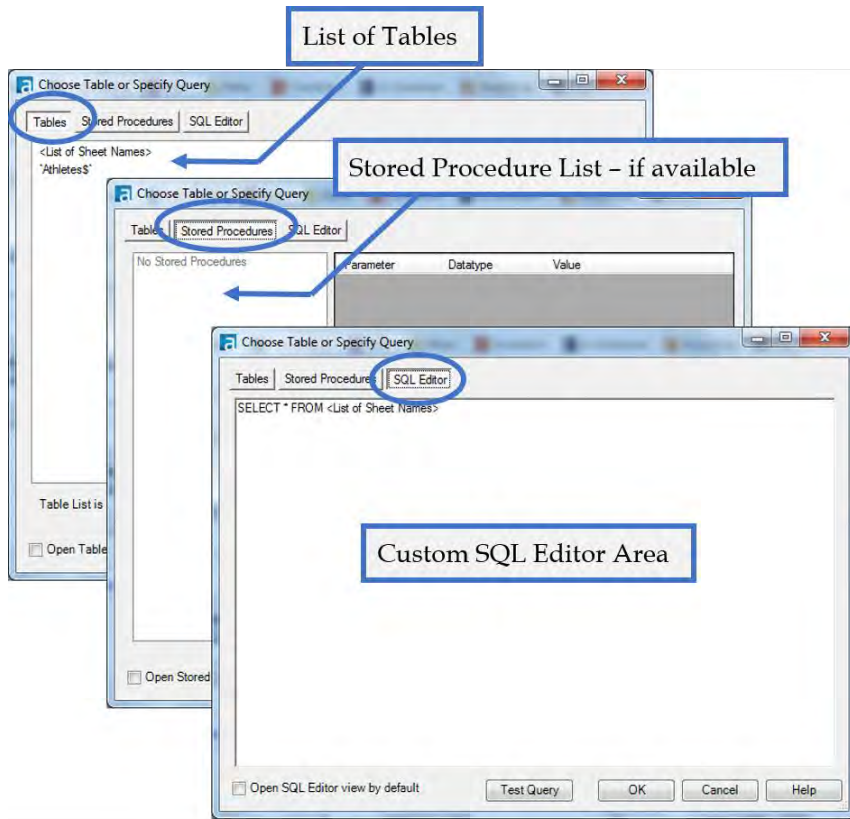 List of Tables
Choose Table or Specify Query
Tables Stored Procedures SQL Editor
<List of Sheet Names>
`Athletes$`
Table List is
Open Table
Stored Procedure List – if available
Choose Table or Specify Query
Tables Stored Procedures SQL Editor
No Stored Procedures
Parameter Datatype Value
Open Stored
Choose Table or Specify Query
Tables Stored Procedures SQL Editor
SELECT * FROM <List of Sheet Names>
Custom SQL Editor Area
Open SQL Editor view by default Test Query OK Cancel Help